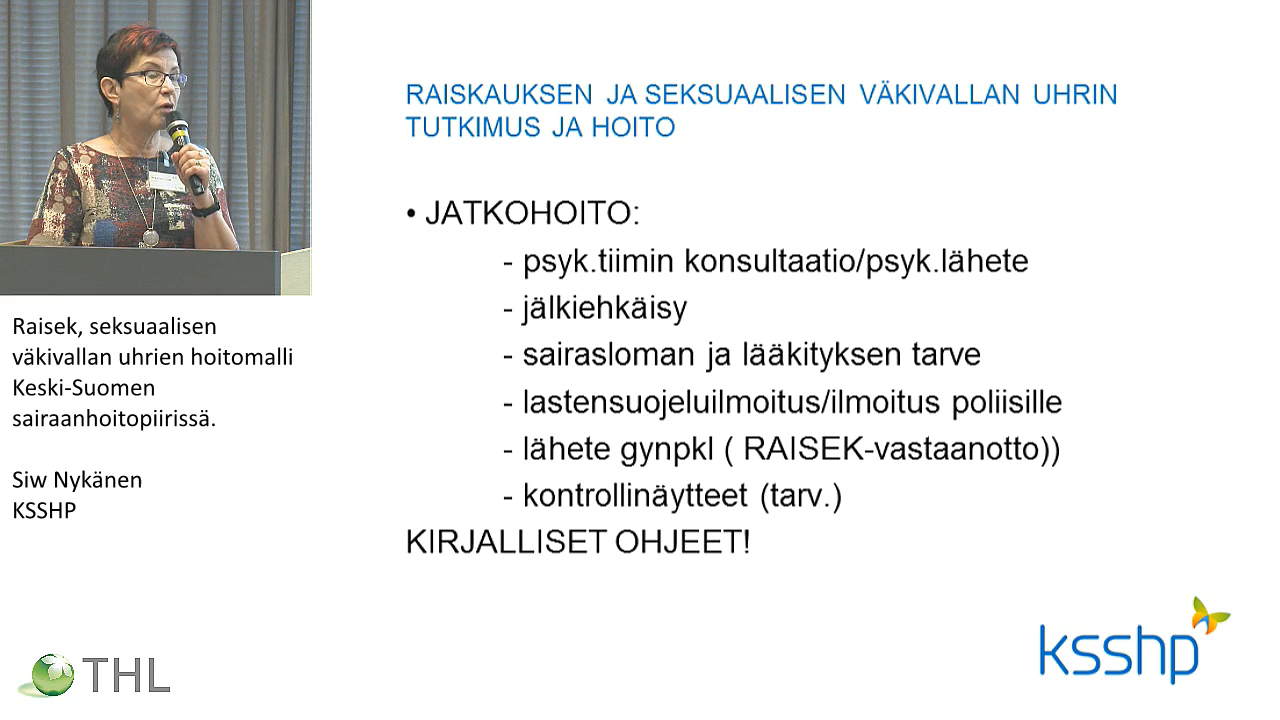 RAISKAUKSEN JA SEKSUAALISEN VÄKIVALLAN UHRIN
TUTKIMUS JA HOITO
• JATKOHOITO:
- psyk.tiimin konsultaatio/psyk.lähete
- jälkiehkäisy
- sairasloman ja lääkityksen tarve
- lastensuojeluilmoitus/ilmoitus poliisille
- lähete gynpkl ( RAISEK-vastaanotto))
- kontrollinäytteet (tarv.)
KIRJALLISET OHJEET!
Raisek, seksuaalisen
väkivallan uhrien hoitomalli
Keski-Suomen
sairaanhoitopiirissä.
Siw Nykänen
KSSHP
THL
ksshp